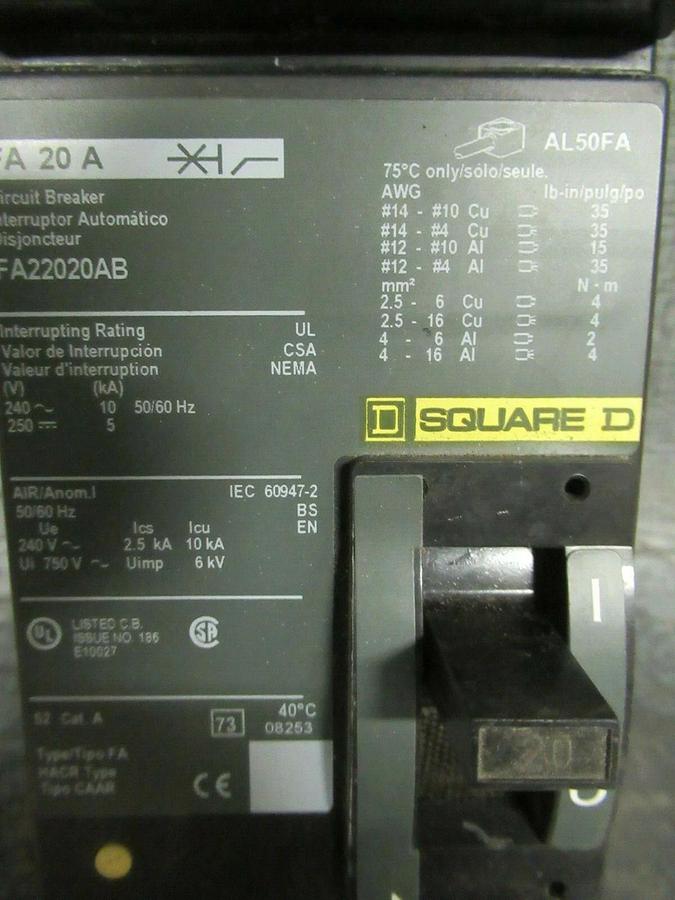 FA 20 A
ircuit Breaker
nterruptor Automático
Disjoncteur
FA22020AB
Interrupting Rating UL
Valor de Interrupción CSA
Valeur d'interruption NEMA
(V) (kA)
240 ~ 10 50/60 Hz
250 ⎓ 5
AIR/Anom.I IEC 60947-2
50/60 Hz BS
Ue Ics Icu EN
240 V ~ 2.5 kA 10 kA
Ui 750 V ~ Uimp 6 kV
UL
LISTED C.B.
ISSUE NO. 186
E10027
SA
52 Cat. A 73 40°C
08253
Type/Tipo FA
HACR Type
Tipo CAAR
CE
AL50FA
75°C only/sólo/seule.
AWG lb-in/pulg/po
#14 - #10 Cu 35
#14 - #4 Cu 35
#12 - #10 Al 15
#12 - #4 Al 35
mm² N - m
2.5 - 6 Cu 4
2.5 - 16 Cu 4
4 - 6 Al 2
4 - 16 Al 4
D SQUARE D
I
20
O